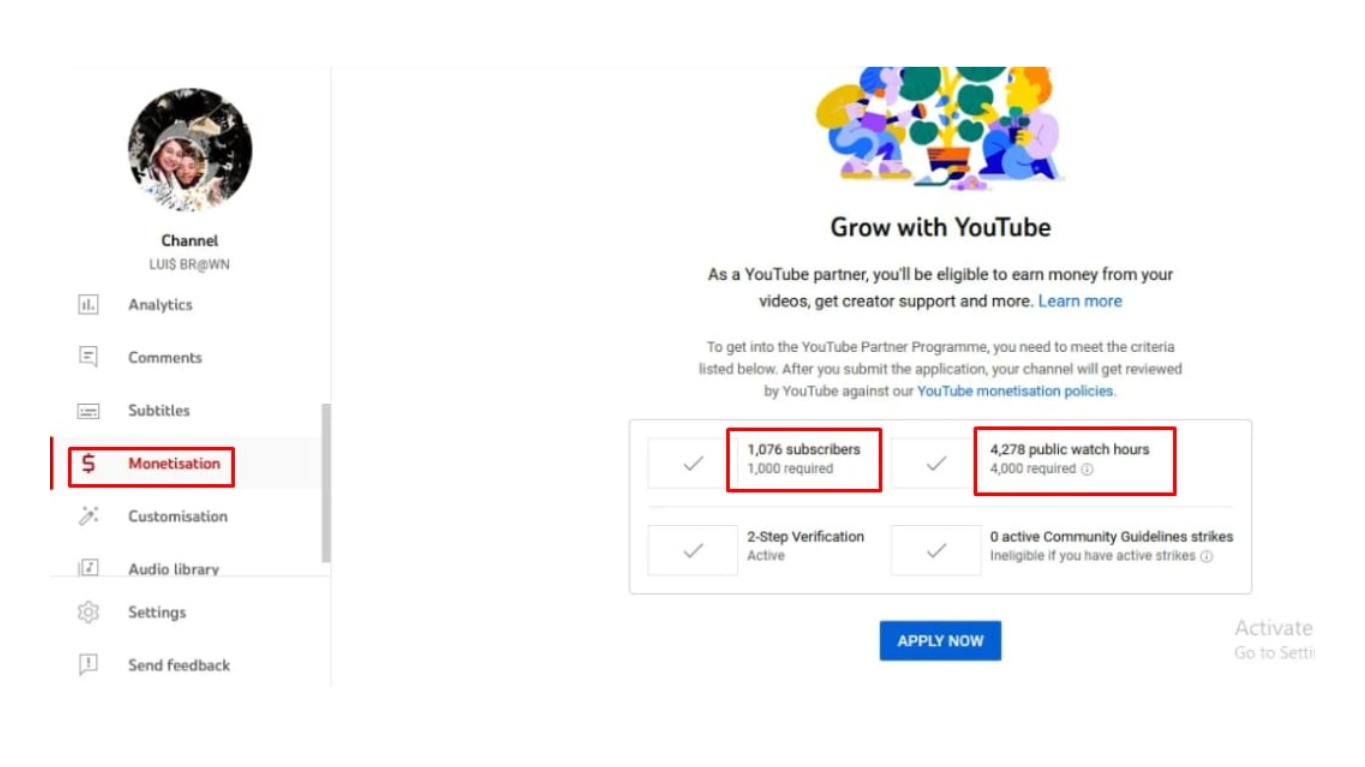 Channel
LUI$ BR@WN
Analytics
Comments
Subtitles
$ Monetisation
Customisation
Audio library
Settings
Send feedback
Grow with YouTube
As a YouTube partner, you'll be eligible to earn money from your
videos, get creator support and more. Learn more
To get into the YouTube Partner Programme, you need to meet the criteria
listed below. After you submit the application, your channel will get reviewed
by YouTube against our YouTube monetisation policies.
1,076 subscribers
1,000 required
4,278 public watch hours
4,000 required
2-Step Verification
Active
0 active Community Guidelines strikes
Ineligible if you have active strikes
APPLY NOW
Activate
Go to Setti